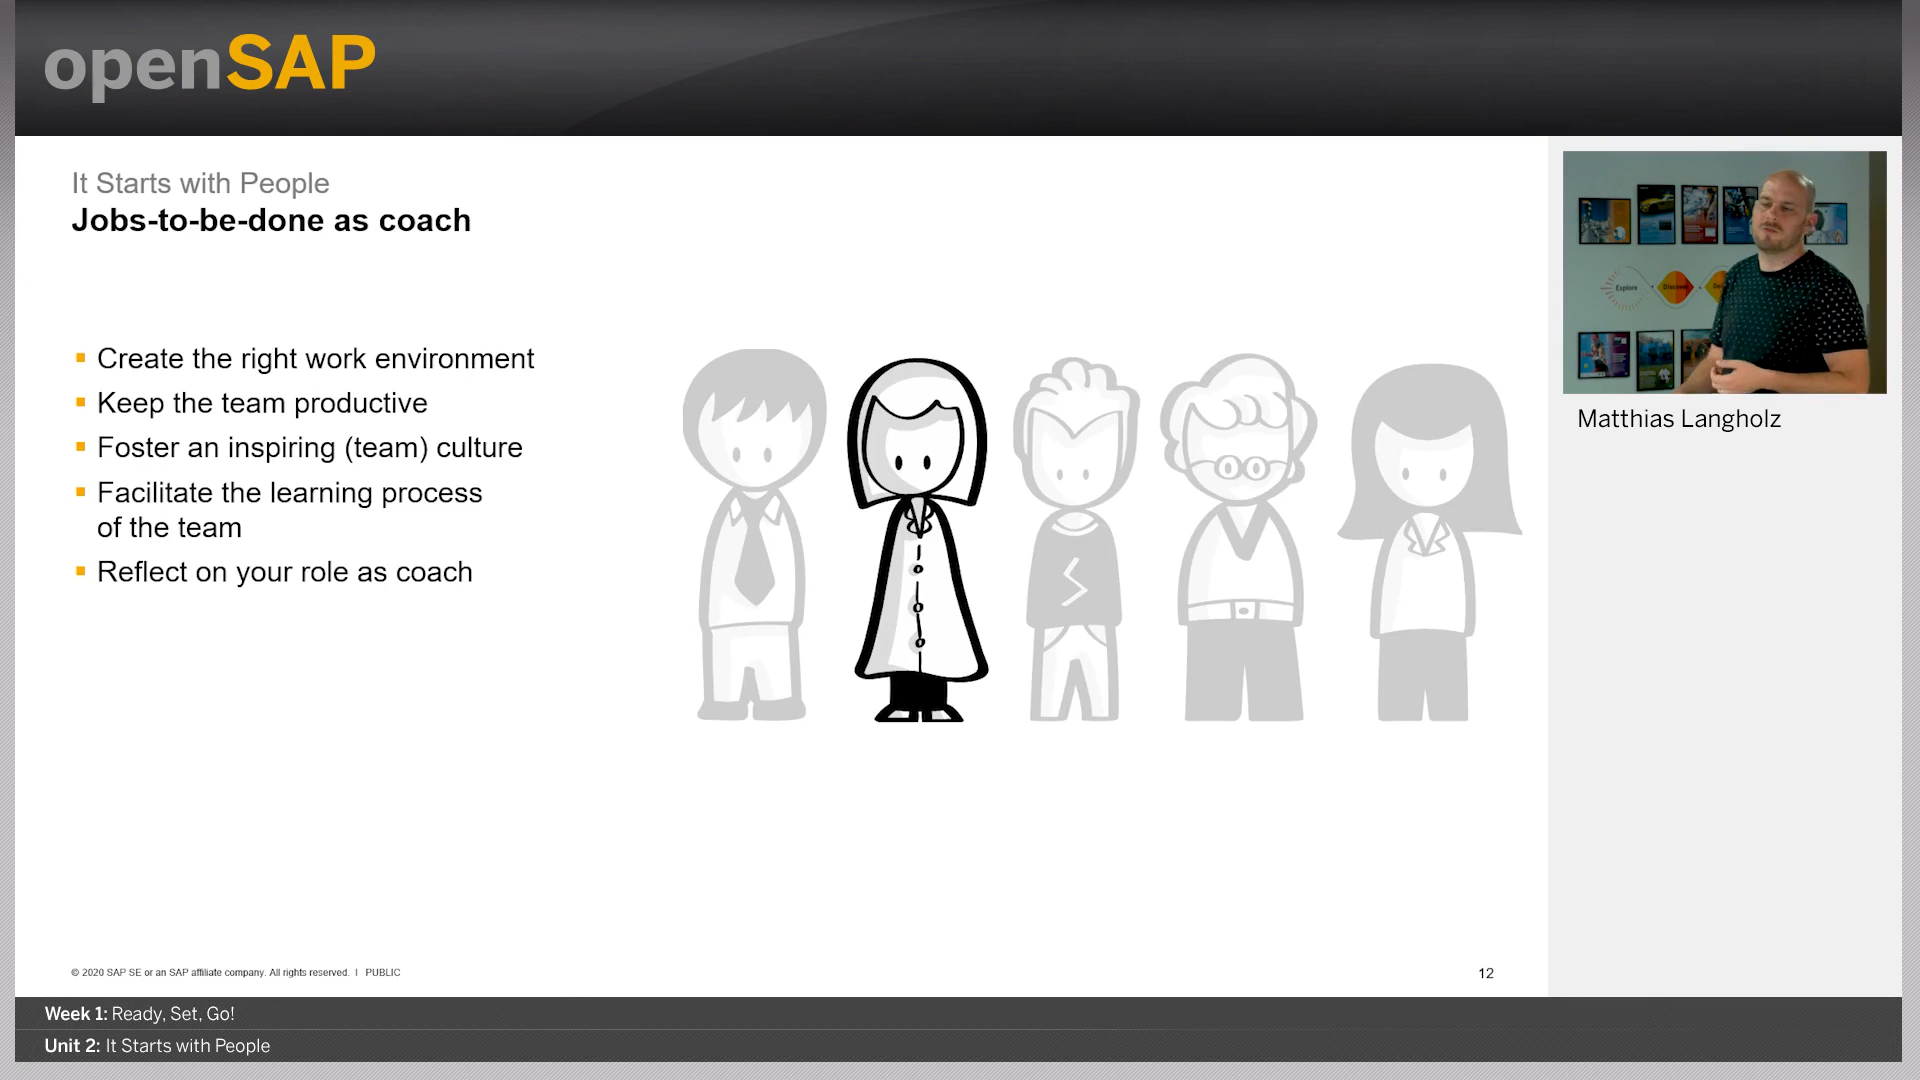 openSAP
It Starts with People
Jobs-to-be-done as coach
Create the right work environment
Keep the team productive
Foster an inspiring (team) culture
Facilitate the learning process
of the team
Reflect on your role as coach
Explore
Matthias Langholz
© 2020 SAP SE or an SAP affiliate company. All rights reserved. I PUBLIC
12
Week 1: Ready, Set, Go!
Unit 2: It Starts with People